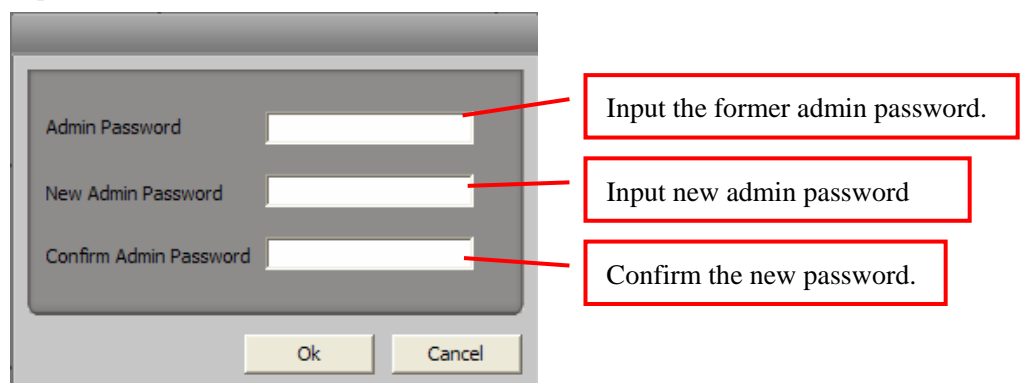 Admin Password
Input the former admin password.
New Admin Password
Input new admin password
Confirm Admin Password
Confirm the new password.
Ok
Cancel